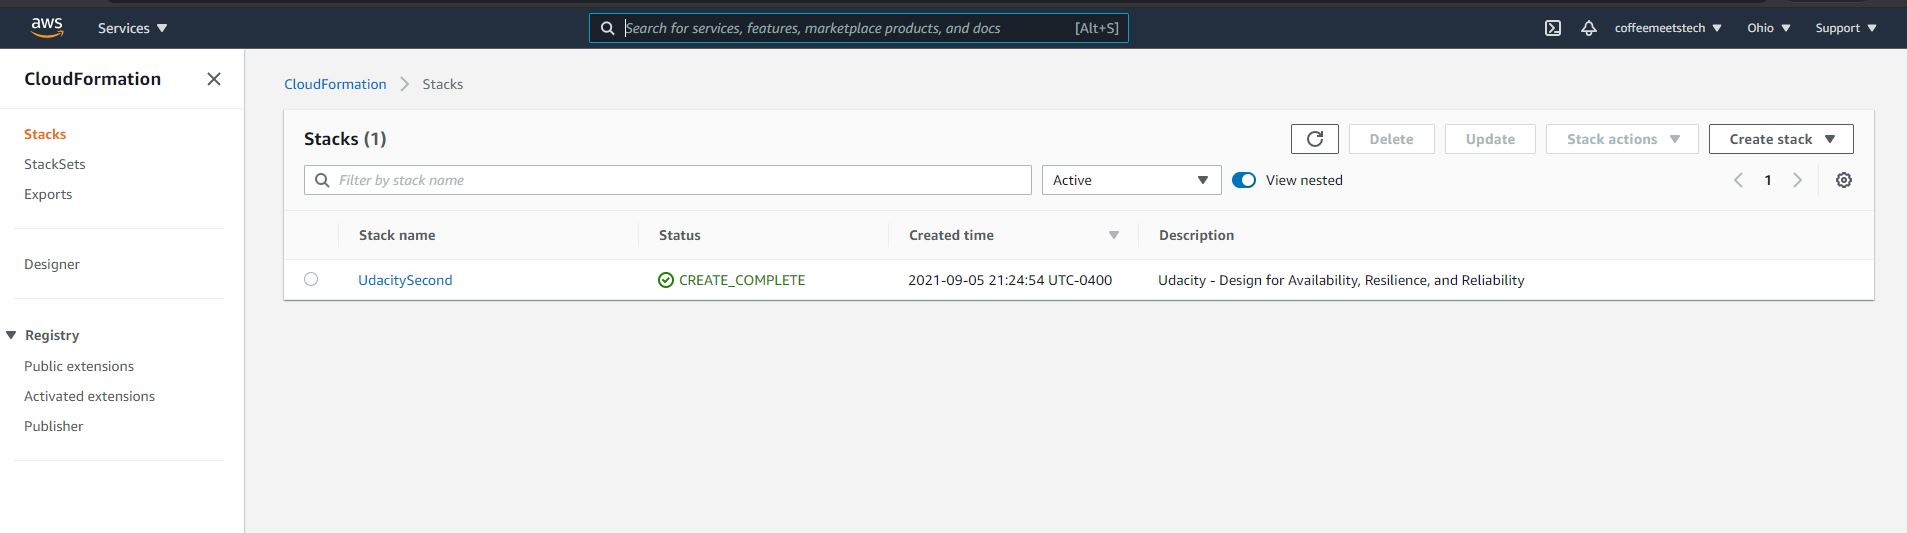 aws Services Search for services, features, marketplace products, and docs [Alt+S] coffeemeetstech Ohio Support
CloudFormation
Stacks
StackSets
Exports
Designer
Registry
Public extensions
Activated extensions
Publisher
CloudFormation Stacks
Stacks (1) Delete Update Stack actions Create stack
Filter by stack name Active View nested 1
Stack name Status Created time Description
UdacitySecond CREATE_COMPLETE 2021-09-05 21:24:54 UTC-0400 Udacity - Design for Availability, Resilience, and Reliability